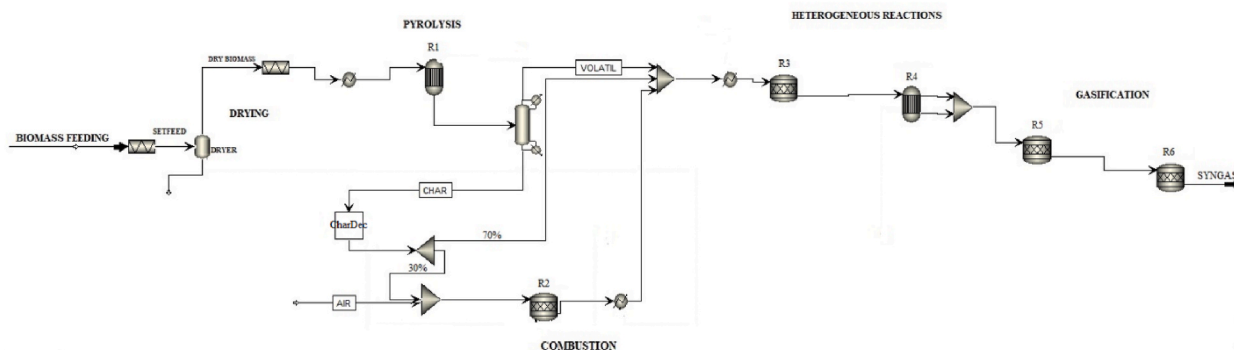 HETEROGENEOUS REACTIONS
PYROLYSIS
R1
DRY BIOMASS
VOLATIL
R3
R4
GASIFICATION
DRYING
R5
BIOMASS FEEDING
SETFEED
DRYER
R6
SYNGAS
CHAR
CharDec
70%
30%
R2
AIR
COMBUSTION